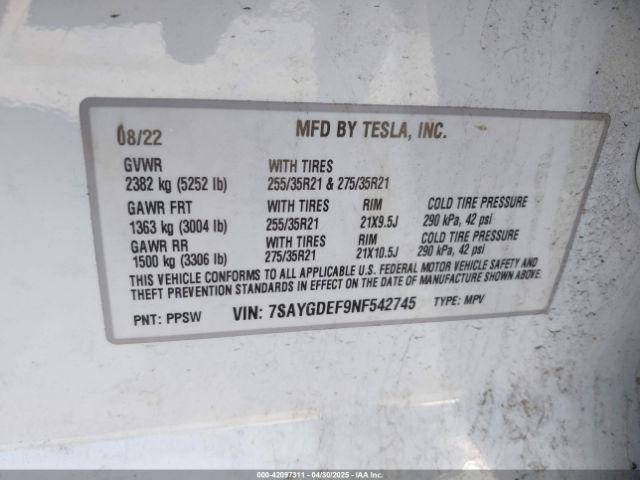 08/22 MFD BY TESLA, INC.
GVWR WITH TIRES
2382 kg (5252 lb) 255/35R21 & 275/35R21
GAWR FRT WITH TIRES RIM COLD TIRE PRESSURE
1363 kg (3004 lb) 255/35R21 21X9.5J 290 kPa, 42 psi
GAWR RR WITH TIRES RIM COLD TIRE PRESSURE
1500 kg (3306 lb) 275/35R21 21X10.5J 290 kPa, 42 psi
THIS VEHICLE CONFORMS TO ALL APPLICABLE U.S. FEDERAL MOTOR VEHICLE SAFETY AND
THEFT PREVENTION STANDARDS IN EFFECT ON THE DATE OF MANUFACTURE SHOWN ABOVE.
PNT: PPSW VIN: 7SAYGDEF9NF542745 TYPE: MPV
000-42097311 - 04/30/2025 - IAA Inc.